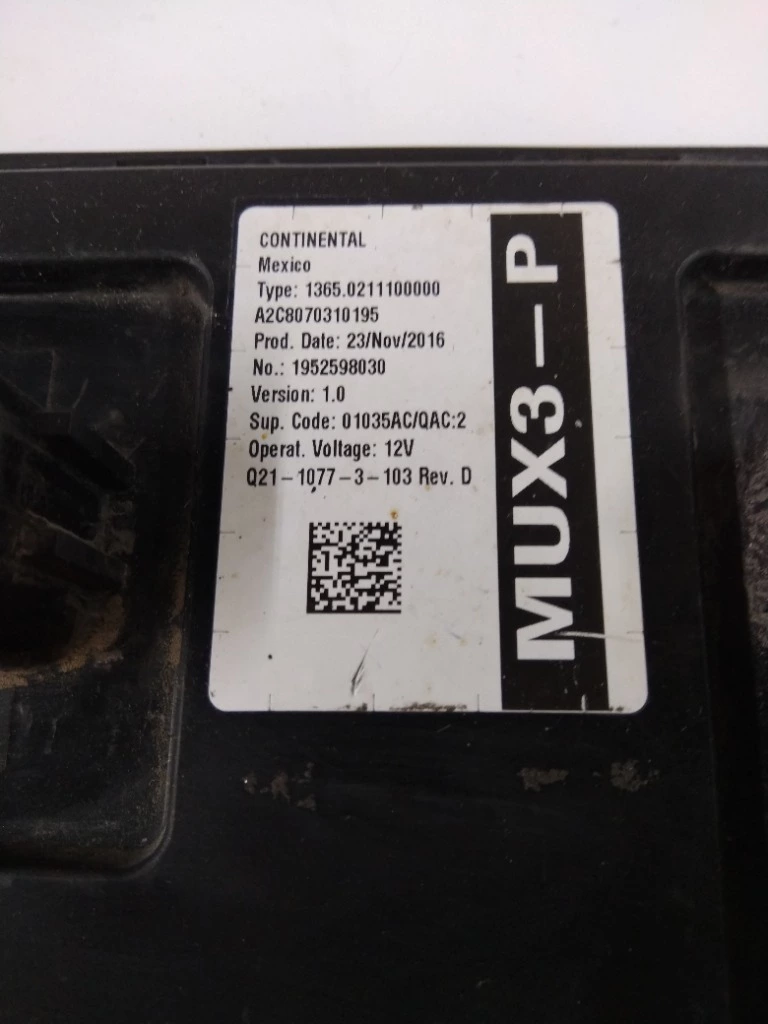 CONTINENTAL
Mexico
Type: 1365.0211100000
A2C8070310195
Prod. Date: 23/Nov/2016
No.: 1952598030
Version: 1.0
Sup. Code: 01035AC/QAC:2
Operat. Voltage: 12V
Q21-1077-3-103 Rev. D
MUX3-P